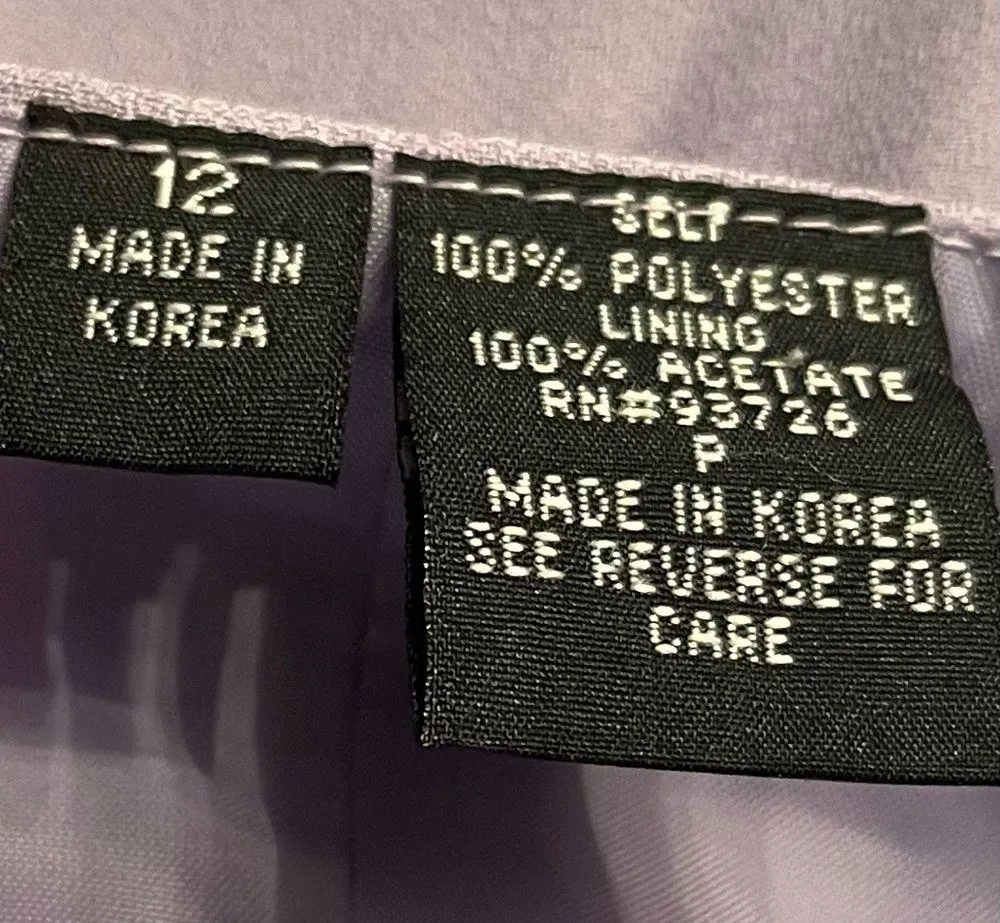 12
MADE IN
KOREA
SELF
100% POLYESTER
LINING
100% ACETATE
RN#93726
P
MADE IN KOREA
SEE REVERSE FOR
CARE